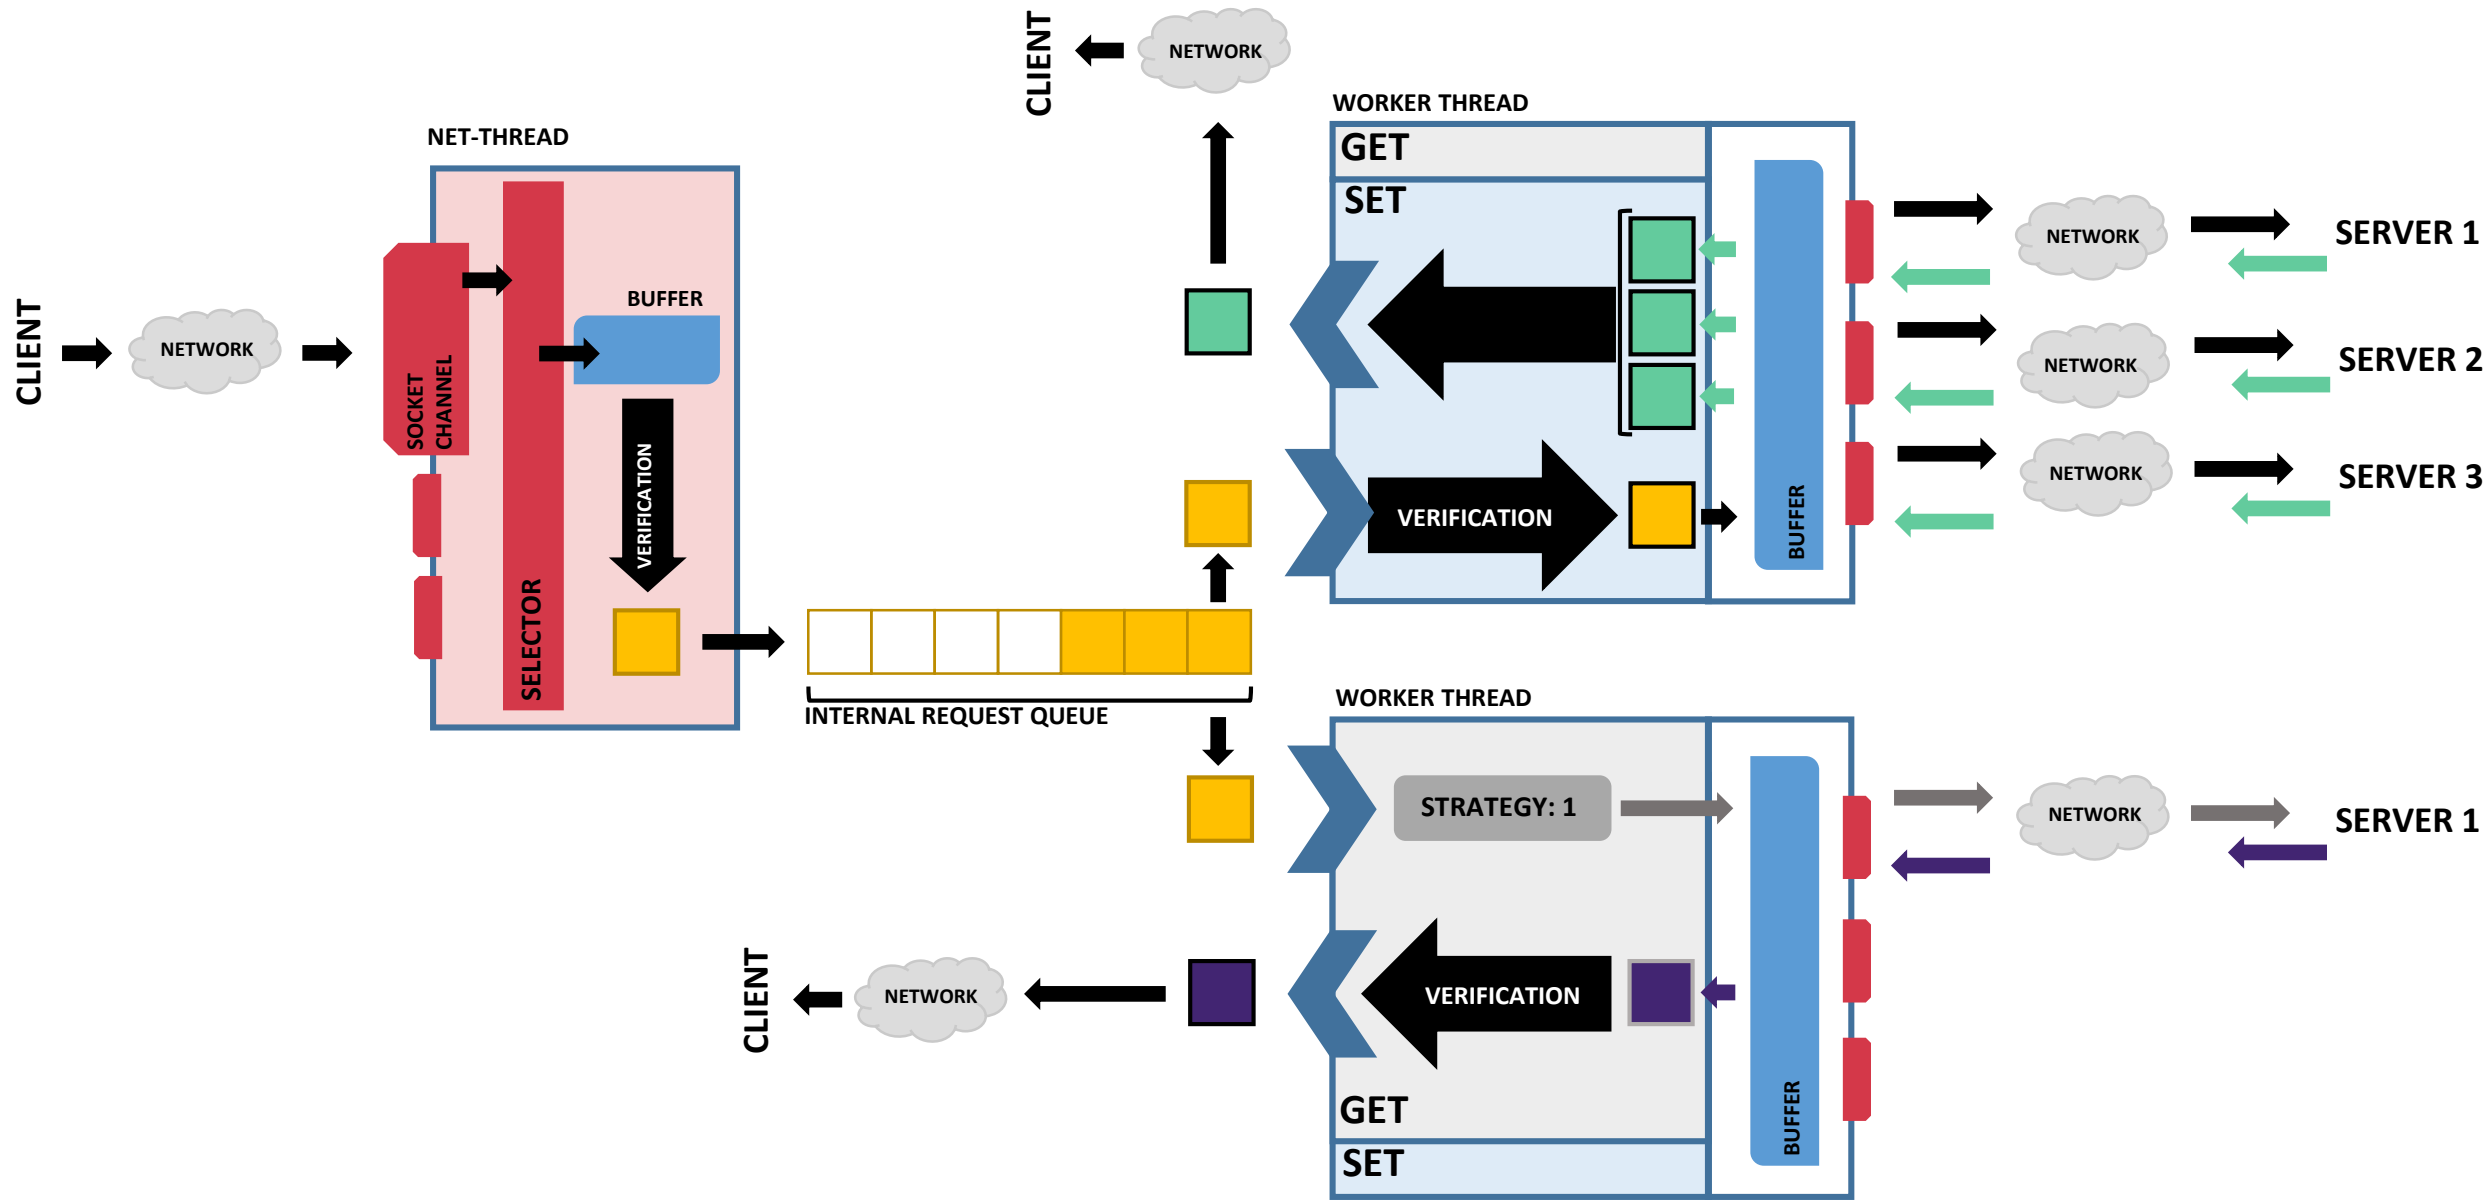 CLIENT
NETWORK
NET-THREAD
SOCKET
CHANNEL
SELECTOR
BUFFER
VERIFICATION
INTERNAL REQUEST QUEUE
CLIENT
NETWORK
WORKER THREAD
GET
SET
VERIFICATION
BUFFER
NETWORK
SERVER 1
NETWORK
SERVER 2
NETWORK
SERVER 3
WORKER THREAD
STRATEGY: 1
VERIFICATION
GET
SET
BUFFER
NETWORK
SERVER 1
CLIENT
NETWORK